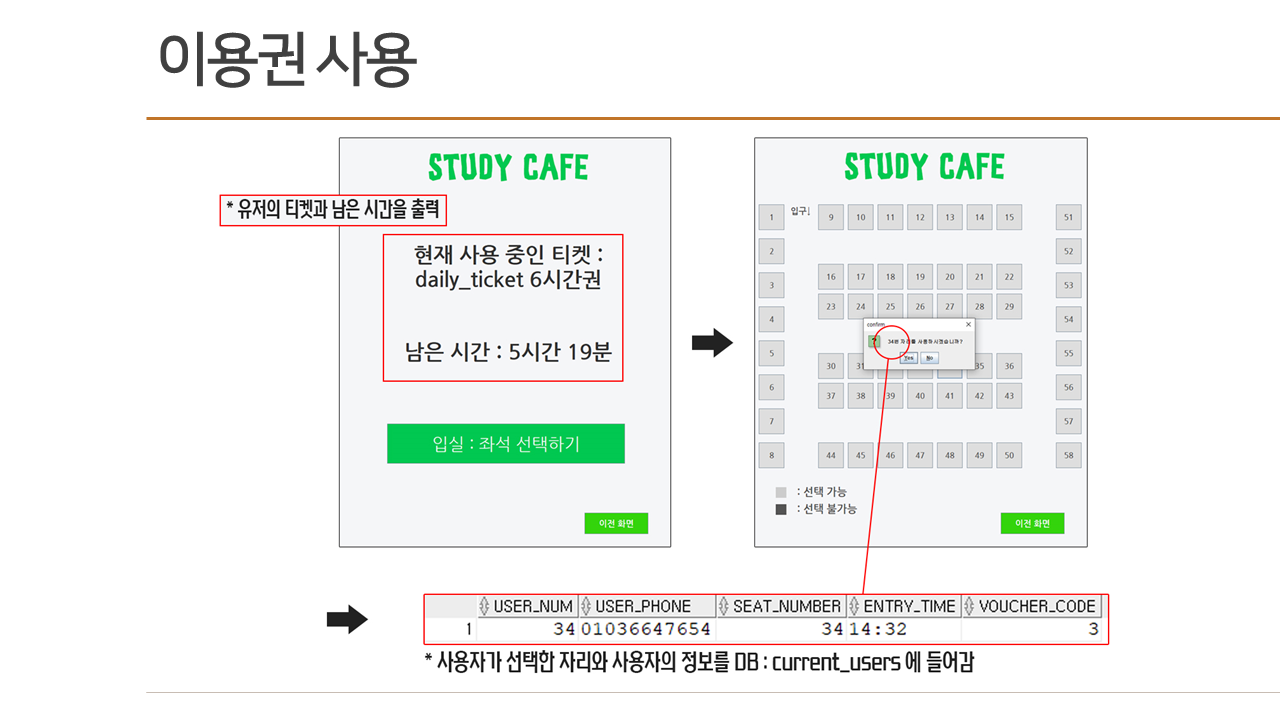 이용권 사용
STUDY CAFE
* 유저의 티켓과 남은 시간을 출력
현재 사용 중인 티켓 :
daily_ticket 6시간권
남은 시간 : 5시간 19분
입실 : 좌석 선택하기
이전 화면
STUDY CAFE
1 입구| 9 10 11 12 13 14 15 51
2 52
16 17 18 19 20 21 22
3 53
23 24 25 26 27 28 29
4 54
confirm
? 34번 자리를 사용하시겠습니까?
Yes No
5 55
30 31 35 36
6 56
37 38 39 40 41 42 43
7 57
8 44 45 46 47 48 49 50 58
: 선택 가능
: 선택 불가능
이전 화면
USER_NUM USER_PHONE SEAT_NUMBER ENTRY_TIME VOUCHER_CODE
1 34 01036647654 34 14:32 3
* 사용자가 선택한 자리와 사용자의 정보를 DB : current_users 에 들어감